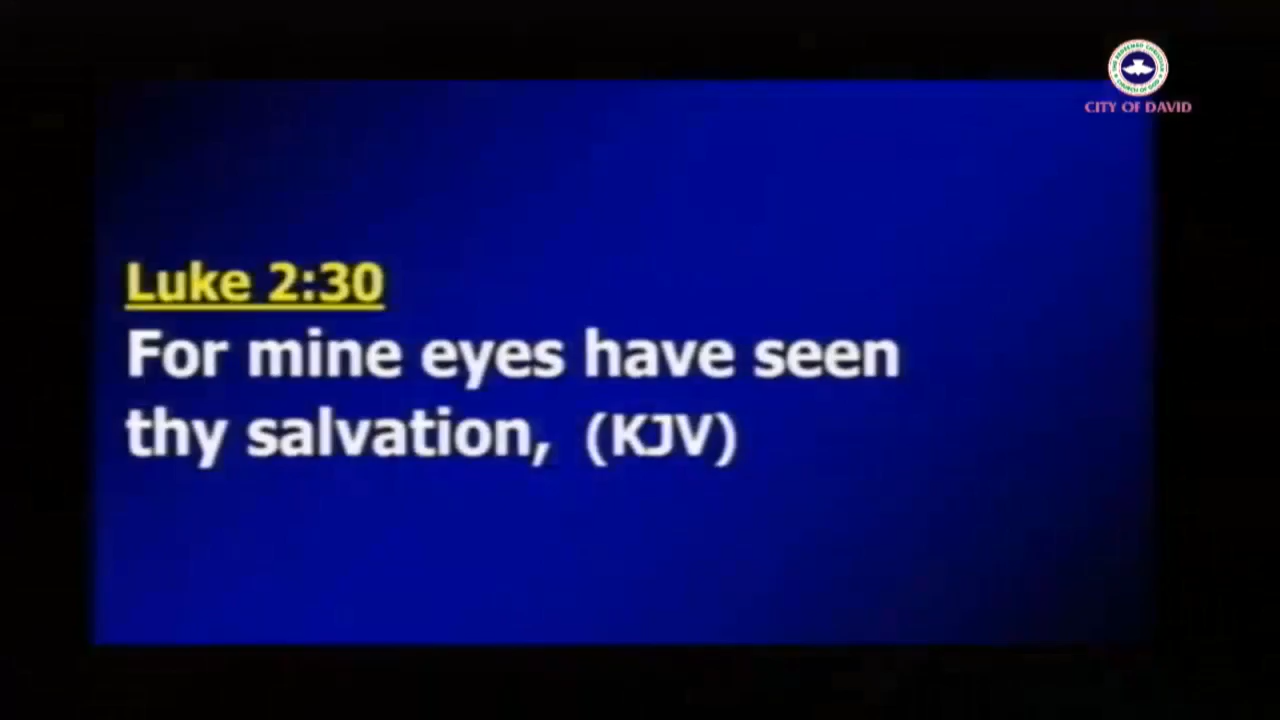 CITY OF DAVID
Luke 2:30
For mine eyes have seen
thy salvation, (KJV)